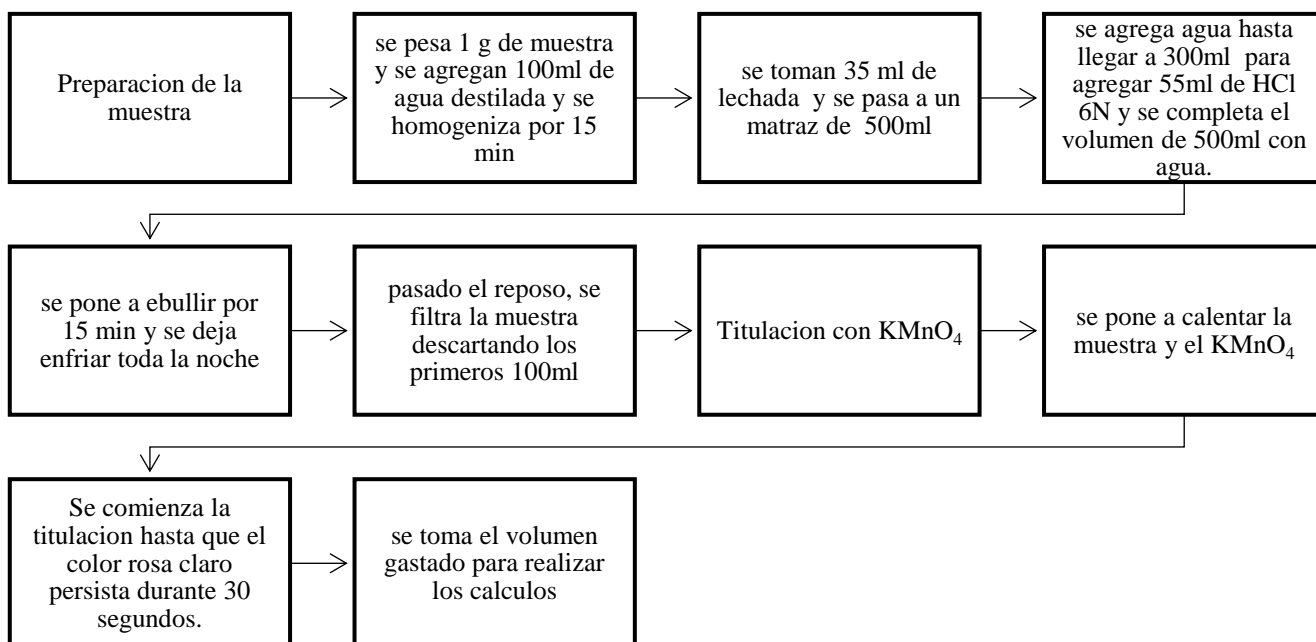 Preparacion de la
muestra
se pesa 1 g de muestra
y se agregan 100ml de
agua destilada y se
homogeniza por 15
min
se toman 35 ml de
lechada y se pasa a un
matraz de 500ml
se agrega agua hasta
llegar a 300ml para
agregar 55ml de HCl
6N y se completa el
volumen de 500ml con
agua.
se pone a ebullir por
15 min y se deja
enfriar toda la noche
pasado el reposo, se
filtra la muestra
descartando los
primeros 100ml
Titulacion con KMnO₄
se pone a calentar la
muestra y el KMnO₄
Se comienza la
titulacion hasta que el
color rosa claro
persista durante 30
segundos.
se toma el volumen
gastado para realizar
los calculos